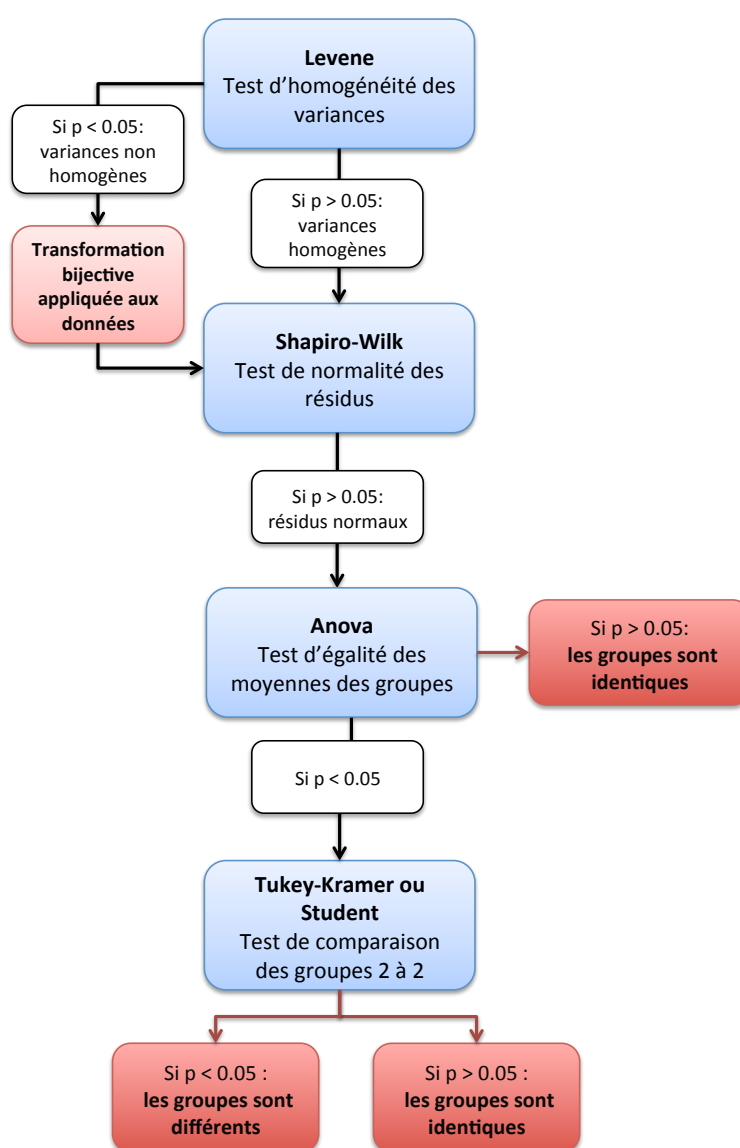 Levene
Test d'homogénéité des
variances
Si p < 0.05:
variances non
homogènes
Si p > 0.05:
variances
homogènes
Transformation
bijective
appliquée aux
données
Shapiro-Wilk
Test de normalité des
résidus
Si p > 0.05:
résidus normaux
Anova
Test d'égalité des
moyennes des groupes
Si p > 0.05:
les groupes sont
identiques
Si p < 0.05
Tukey-Kramer ou
Student
Test de comparaison
des groupes 2 à 2
Si p < 0.05 :
les groupes sont
différents
Si p > 0.05 :
les groupes sont
identiques